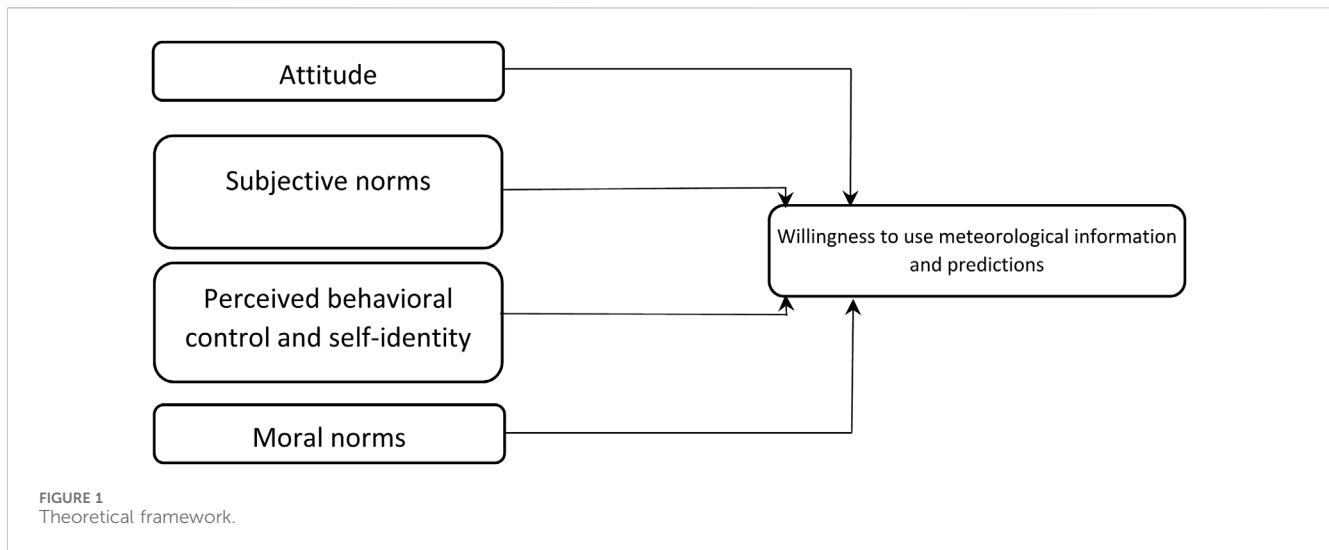 Attitude
Subjective norms
Perceived behavioral
control and self-identity
Moral norms
Willingness to use meteorological information
and predictions
FIGURE 1
Theoretical framework.